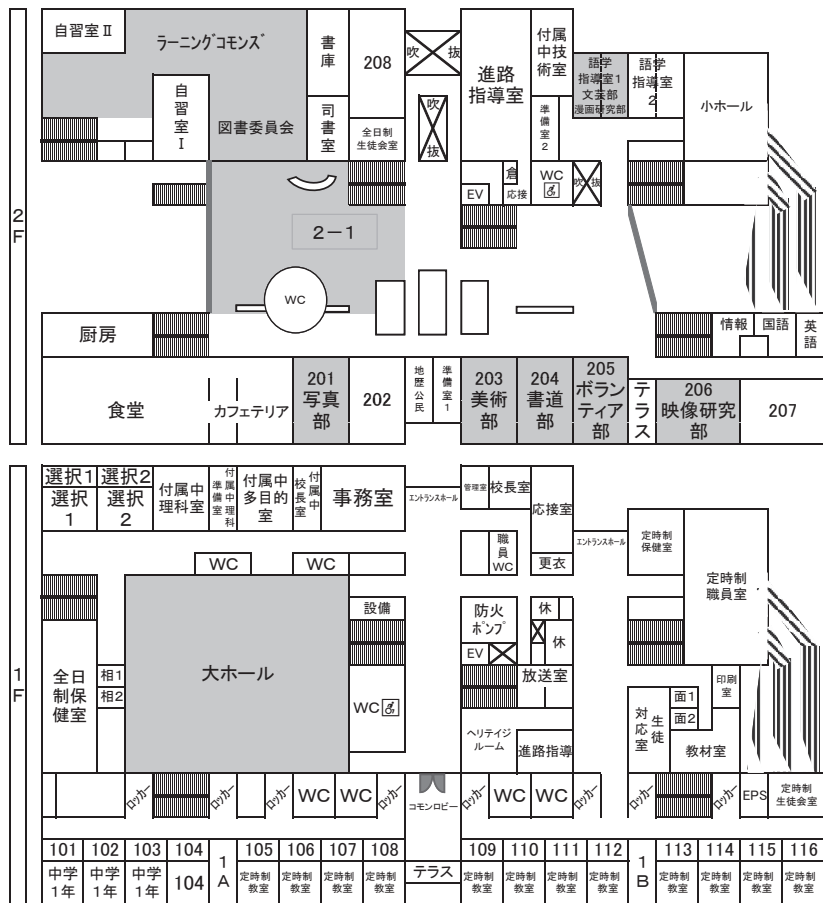 2F
自習室Ⅱ
ラーニングコモンズ
書庫
208
吹
抜
進路
指導室
付属
中技
術室
語学
指導室1
文芸部
漫画研究部
語学
指導室
2
小ホール
自習室Ⅰ
図書委員会
司書室
全日制
生徒会室
吹
抜
準備室2
EV
倉
応接
WC
吹
抜
2－1
WC
厨房
情報
国語
英語
食堂
カフェテリア
201
写真
部
202
地歴公民
準備室1
203
美術
部
204
書道
部
205
ボラン
ティア
部
テラス
206
映像研究
部
207
1F
選択1
選択2
選択
1
選択
2
付属中
理科室
付属中理科
準備室
付属中
多目的
室
付属中
校長室
事務室
エントランスホール
管理室
校長室
応接室
職員
WC
更衣
エントランスホール
定時制
保健室
定時制
職員室
WC
WC
設備
防火
ポンプ
休
休
EV
放送室
全日
制保
健室
相1
相2
大ホール
WC
ヘリテイジ
ルーム
進路指導
生徒
対応室
面1
面2
印刷
室
教材室
ロッカー
ロッカー
ロッカー
WC
WC
ロッカー
コモンロビー
ロッカー
WC
WC
ロッカー
ロッカー
ロッカー
EPS
定時制
生徒会室
101
102
103
104
1A
105
106
107
108
109
110
111
112
1B
113
114
115
116
中学
1年
中学
1年
中学
1年
104
定時制
教室
定時制
教室
定時制
教室
定時制
教室
テラス
定時制
教室
定時制
教室
定時制
教室
定時制
教室
定時制
教室
定時制
教室
定時制
教室
定時制
教室